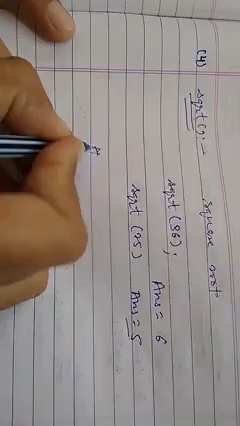 (4) sqrt():- square root
sqrt(36); Ans = 6
sqrt(25) Ans = 5